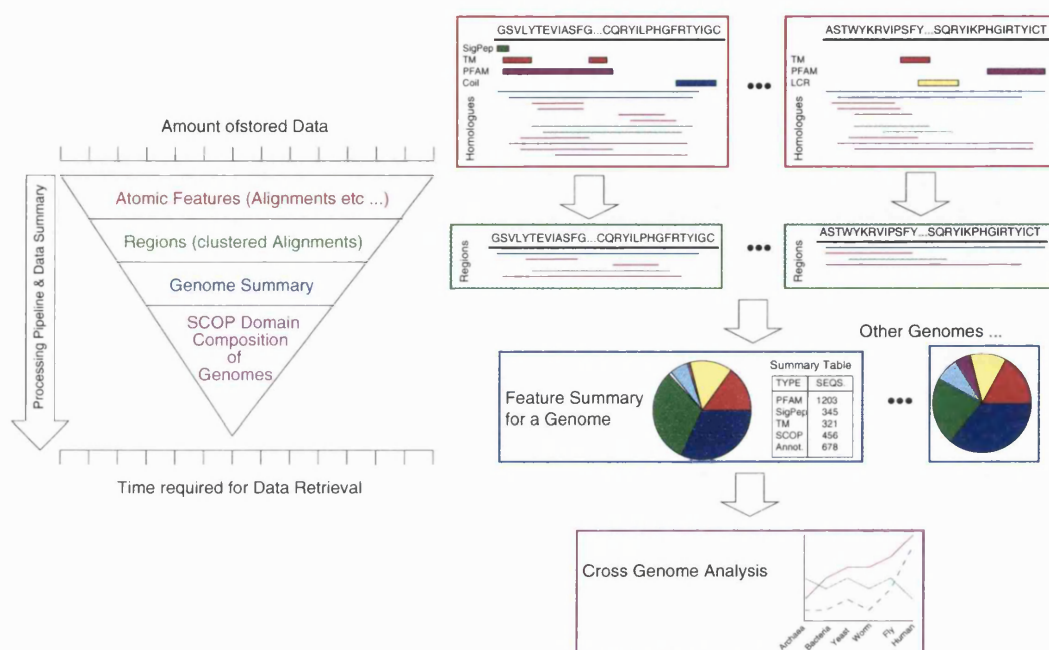 Amount ofstored Data
Processing Pipeline & Data Summary
Atomic Features (Alignments etc ...)
Regions (clustered Alignments)
Genome Summary
SCOP Domain
Composition
of
Genomes
Time required for Data Retrieval
GSVLYTEVIASFG...CQRYILPHGFRTYIGC
SigPep
TM
PFAM
Coil
Homologues
•••
ASTWYKRVIPSFY...SQRYIKPHGIRTYICT
TM
PFAM
LCR
Homologues
GSVLYTEVIASFG...CQRYILPHGFRTYIGC
Regions
•••
ASTWYKRVIPSFY...SQRYIKPHGIRTYICT
Regions
Other Genomes ...
Feature Summary
for a Genome
Summary Table
TYPE SEQS.
PFAM 1203
SigPep 345
TM 321
SCOP 456
Annot. 678
•••
Cross Genome Analysis
Archaea
Bacteria
Yeast
Worm
Fly
Human